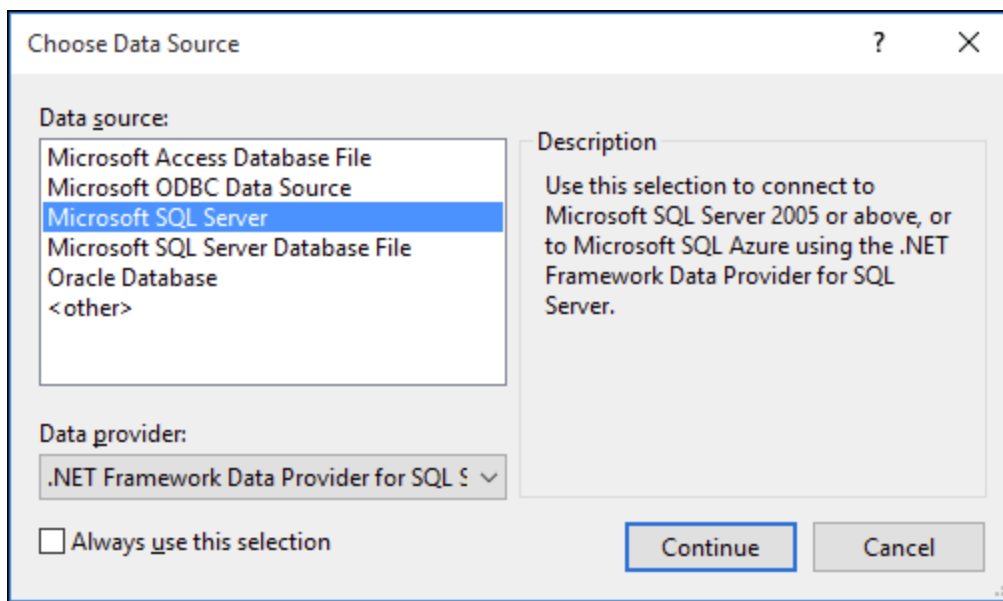 Choose Data Source
?
Data source:
Microsoft Access Database File
Microsoft ODBC Data Source
Microsoft SQL Server
Microsoft SQL Server Database File
Oracle Database
<other>
Description
Use this selection to connect to
Microsoft SQL Server 2005 or above, or
to Microsoft SQL Azure using the .NET
Framework Data Provider for SQL
Server.
Data provider:
.NET Framework Data Provider for SQL S
Always use this selection
Continue
Cancel